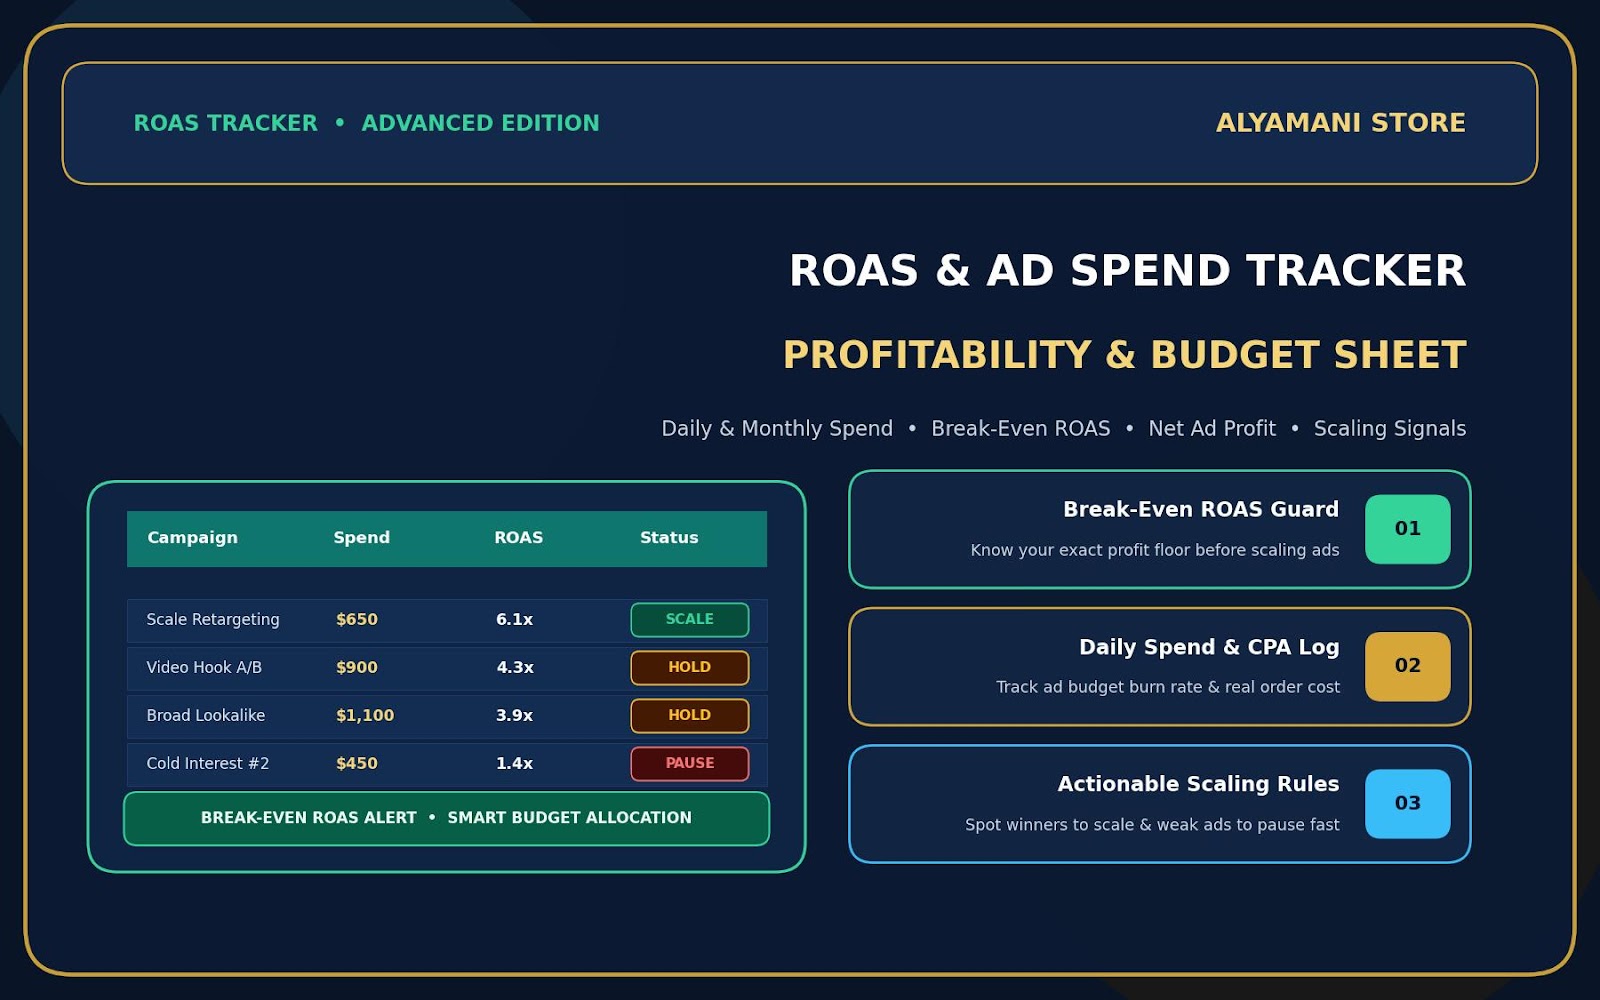 ROAS TRACKER • ADVANCED EDITION
ALYAMANI STORE
ROAS & AD SPEND TRACKER
PROFITABILITY & BUDGET SHEET
Daily & Monthly Spend • Break-Even ROAS • Net Ad Profit • Scaling Signals
Campaign Spend ROAS Status
Scale Retargeting $650 6.1x SCALE
Video Hook A/B $900 4.3x HOLD
Broad Lookalike $1,100 3.9x HOLD
Cold Interest #2 $450 1.4x PAUSE
BREAK-EVEN ROAS ALERT • SMART BUDGET ALLOCATION
Break-Even ROAS Guard
Know your exact profit floor before scaling ads
01
Daily Spend & CPA Log
Track ad budget burn rate & real order cost
02
Actionable Scaling Rules
Spot winners to scale & weak ads to pause fast
03